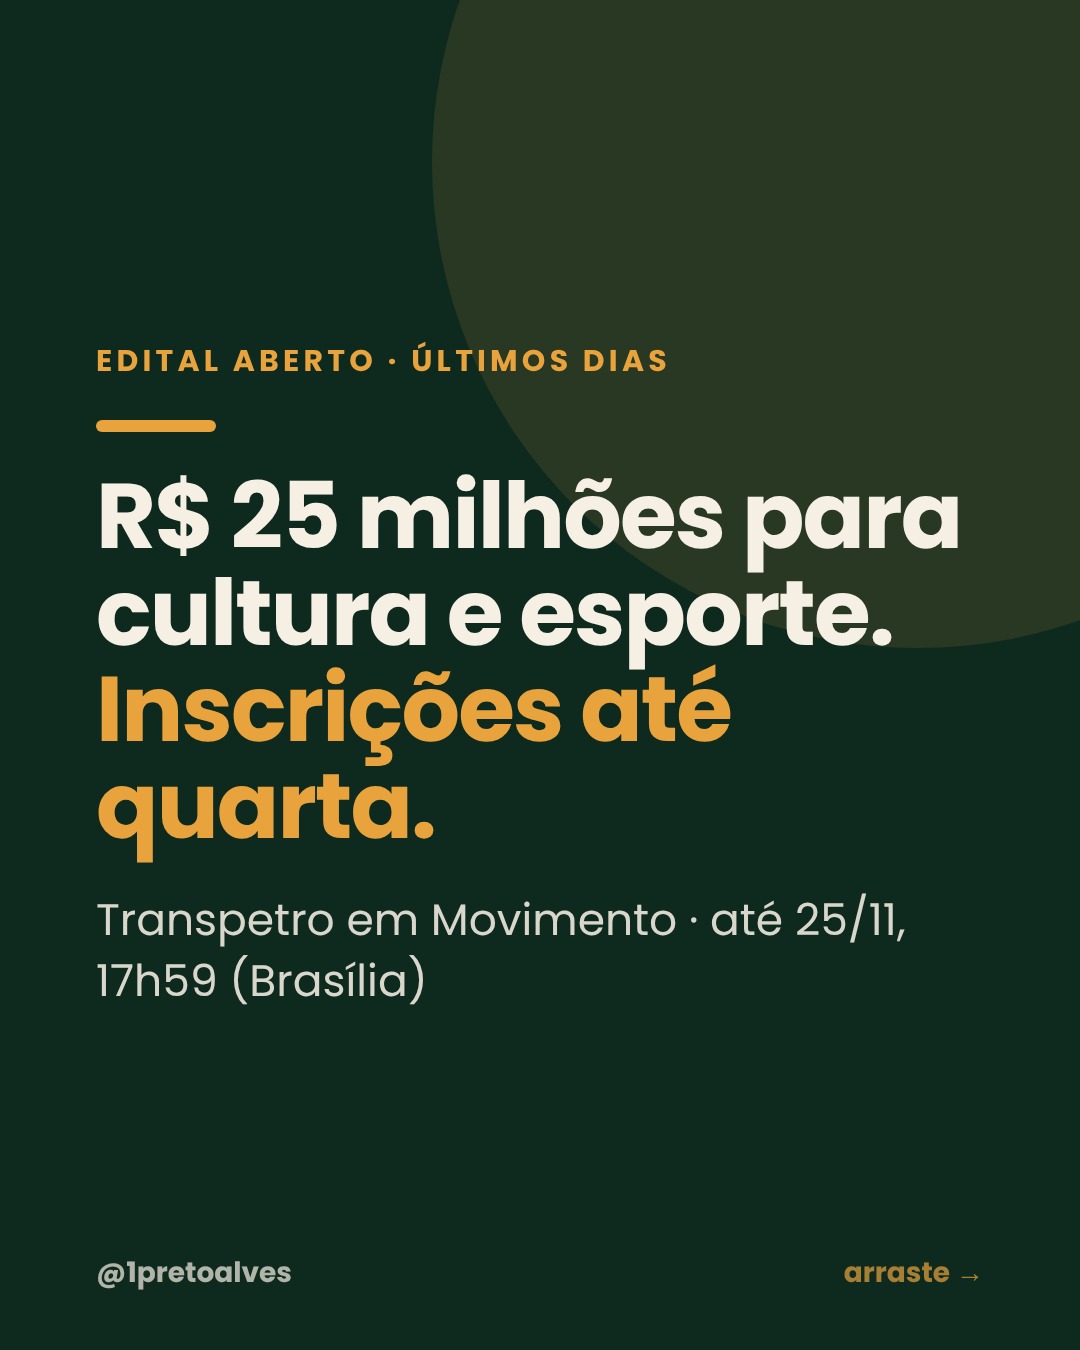 EDITAL ABERTO · ÚLTIMOS DIAS
R$ 25 milhões para
cultura e esporte.
Inscrições até
quarta.
Transpetro em Movimento · até 25/11,
17h59 (Brasília)
@1pretoalves
arraste →